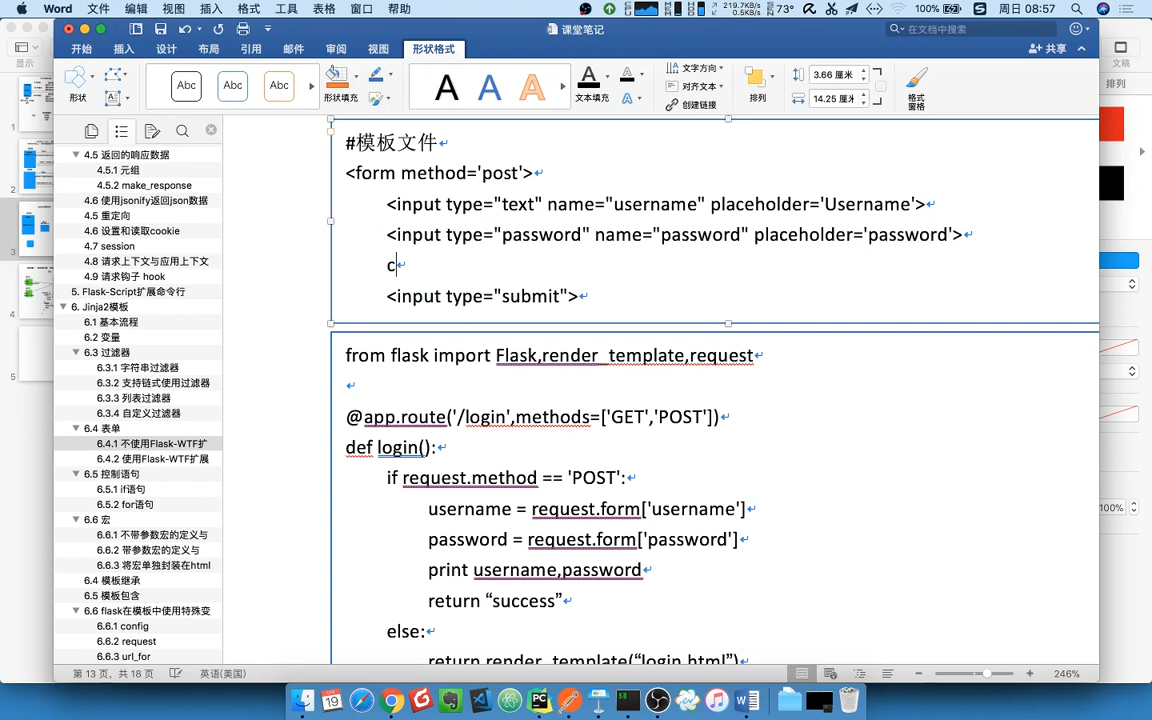 Word 文件 编辑 视图 插入 格式 工具 表格 窗口 帮助
219.7KB/s
0.5KB/s
73° 100% 周日 08:57
课堂笔记
在文档中搜索
开始 插入 设计 布局 引用 邮件 审阅 视图 形状格式
共享
形状
Abc Abc Abc
形状填充
A A A
文本填充
文字方向
对齐文本
创建链接
排列
3.66 厘米
14.25 厘米
格式
窗格
显示
文稿
排列
1
2
3
4
5
4.5 返回的响应数据
4.5.1 元组
4.5.2 make_response
4.6 使用jsonify返回json数据
4.5 重定向
4.6 设置和读取cookie
4.7 session
4.8 请求上下文与应用上下文
4.9 请求钩子 hook
5. Flask-Script扩展命令行
6. Jinja2模板
6.1 基本流程
6.2 变量
6.3 过滤器
6.3.1 字符串过滤器
6.3.2 支持链式使用过滤器
6.3.3 列表过滤器
6.3.4 自定义过滤器
6.4 表单
6.4.1 不使用Flask-WTF扩
6.4.2 使用Flask-WTF扩展
6.5 控制语句
6.5.1 if语句
6.5.2 for语句
6.6 宏
6.6.1 不带参数宏的定义与
6.6.2 带参数宏的定义与
6.6.3 将宏单独封装在html
6.4 模板继承
6.5 模板包含
6.6 flask在模板中使用特殊变
6.6.1 config
6.6.2 request
6.6.3 url_for
#模板文件
<form method='post'>
<input type="text" name="username" placeholder='Username'>
<input type="password" name="password" placeholder='password'>
c
<input type="submit">
from flask import Flask,render_template,request
@app.route('/login',methods=['GET','POST'])
def login():
if request.method == 'POST':
username = request.form['username']
password = request.form['password']
print username,password
return “success”
else:
return render_template(“login.html”)
100%
第 13 页，共 18 页 英语(美国) 246%
19